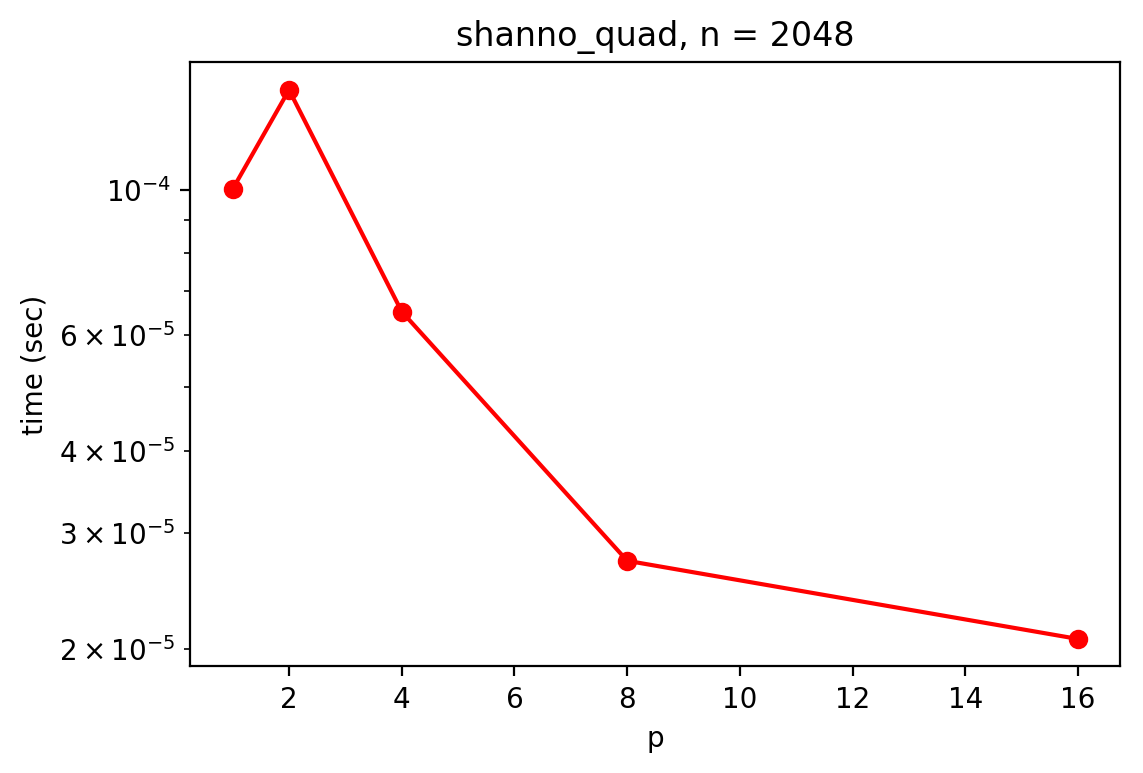 shanno_quad, n = 2048
time (sec)
10⁻⁴
6 × 10⁻⁵
4 × 10⁻⁵
3 × 10⁻⁵
2 × 10⁻⁵
2 4 6 8 10 12 14 16
p